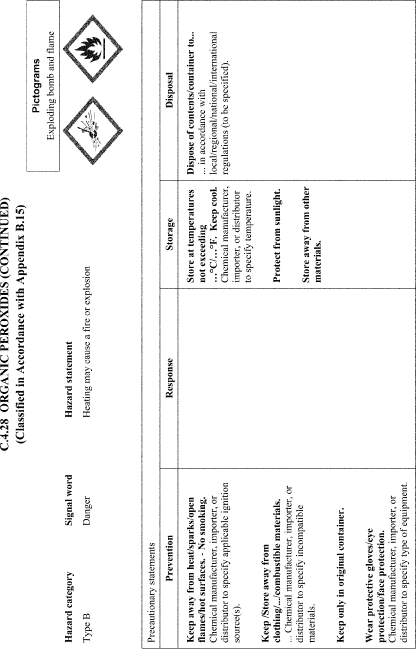 C.4.28 ORGANIC PEROXIDES (CONTINUED)
(Classified in Accordance with Appendix B.15)
Pictograms
Exploding bomb and flame
Hazard category
Signal word
Hazard statement
Type B
Danger
Heating may cause a fire or explosion
Precautionary statements
Prevention
Response
Storage
Disposal
Keep away from heat/sparks/open
flames/hot surfaces. - No smoking.
Chemical manufacturer, importer, or
distributor to specify applicable ignition
source(s).
Keep /Store away from
clothing/.../combustible materials.
... Chemical manufacturer, importer, or
distributor to specify incompatible
materials.
Keep only in original container.
Wear protective gloves/eye
protection/face protection.
Chemical manufacturer, importer, or
distributor to specify type of equipment.
Store at temperatures
not exceeding
...°C/...°F. Keep cool.
Chemical manufacturer,
importer, or distributor
to specify temperature.
Protect from sunlight.
Store away from other
materials.
Dispose of contents/container to...
... in accordance with
local/regional/national/international
regulations (to be specified).